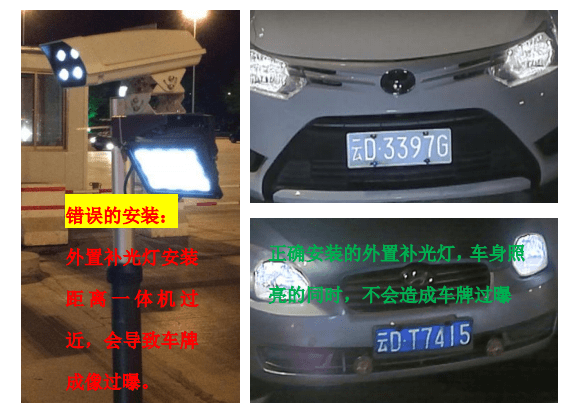 错误的安装：
外置补光灯安装
距离一体机过
近，会导致车牌
成像过曝。
云D·3397G
正确安装的外置补光灯，车身照
亮的同时，不会造成车牌过曝
云D·T7415